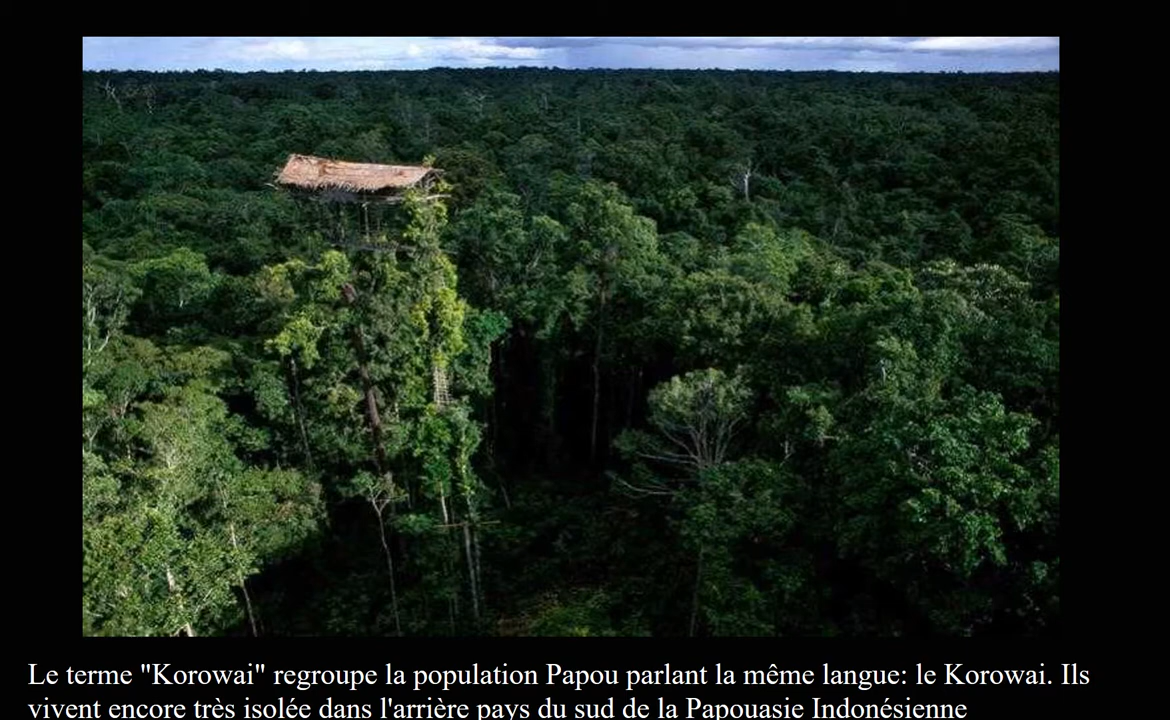 Le terme "Korowai" regroupe la population Papou parlant la même langue: le Korowai. Ils
vivent encore très isolée dans l'arrière pays du sud de la Papouasie Indonésienne